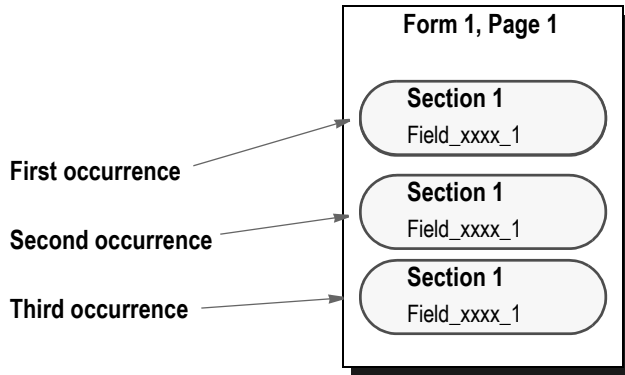 Form 1, Page 1
Section 1
Field_xxxx_1
First occurrence
Section 1
Field_xxxx_1
Second occurrence
Section 1
Field_xxxx_1
Third occurrence